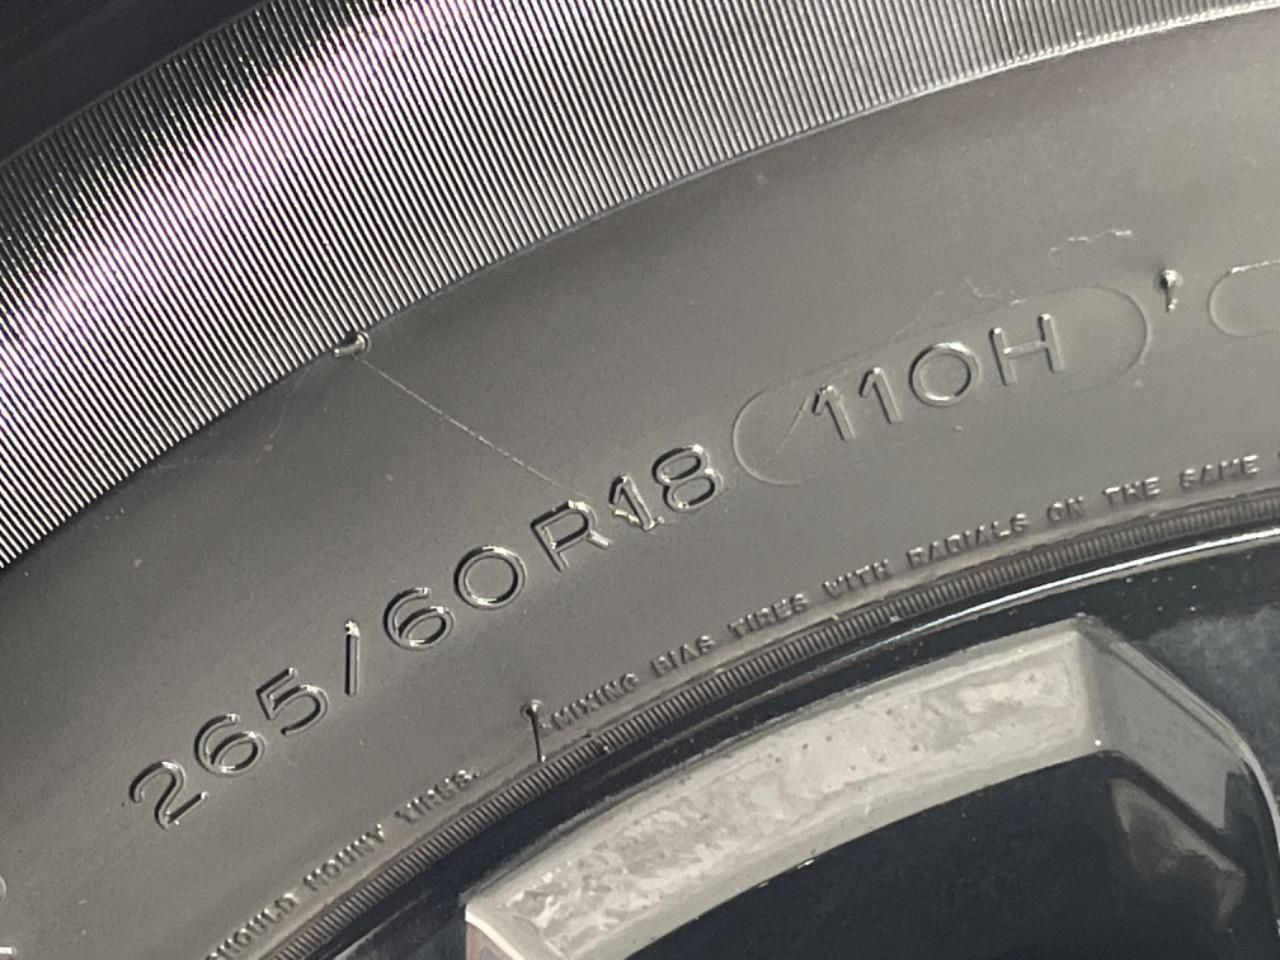 265/60R18 110H
SHOULD MOUNT TIRES. MIXING BIAS TIRES WITH RADIALS ON THE SAME